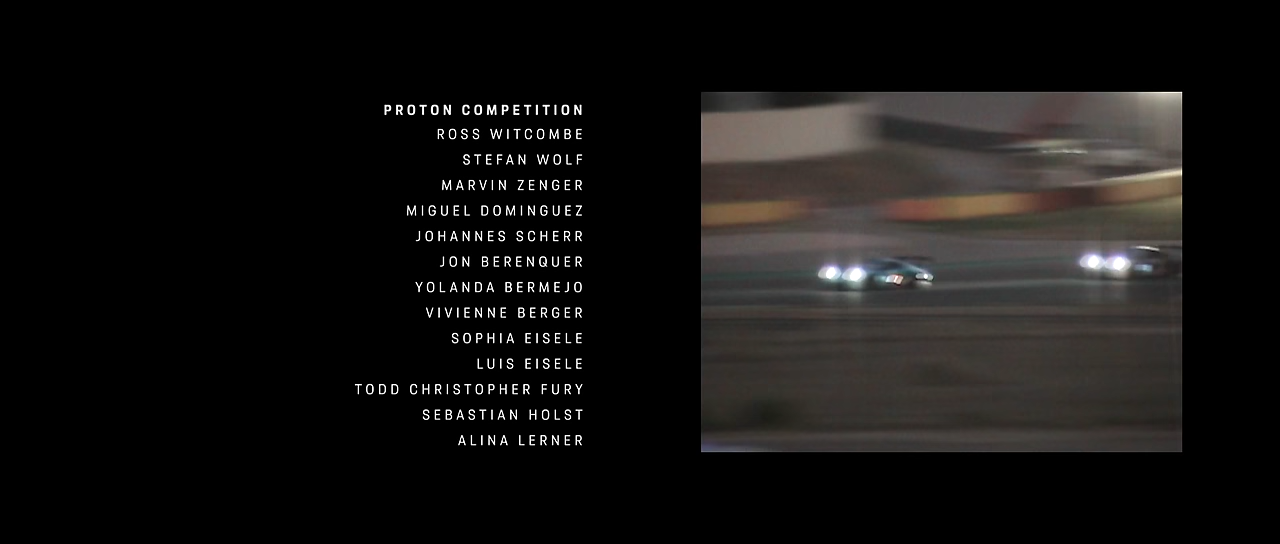 PROTON COMPETITION
ROSS WITCOMBE
STEFAN WOLF
MARVIN ZENGER
MIGUEL DOMINGUEZ
JOHANNES SCHERR
JON BERENQUER
YOLANDA BERMEJO
VIVIENNE BERGER
SOPHIA EISELE
LUIS EISELE
TODD CHRISTOPHER FURY
SEBASTIAN HOLST
ALINA LERNER